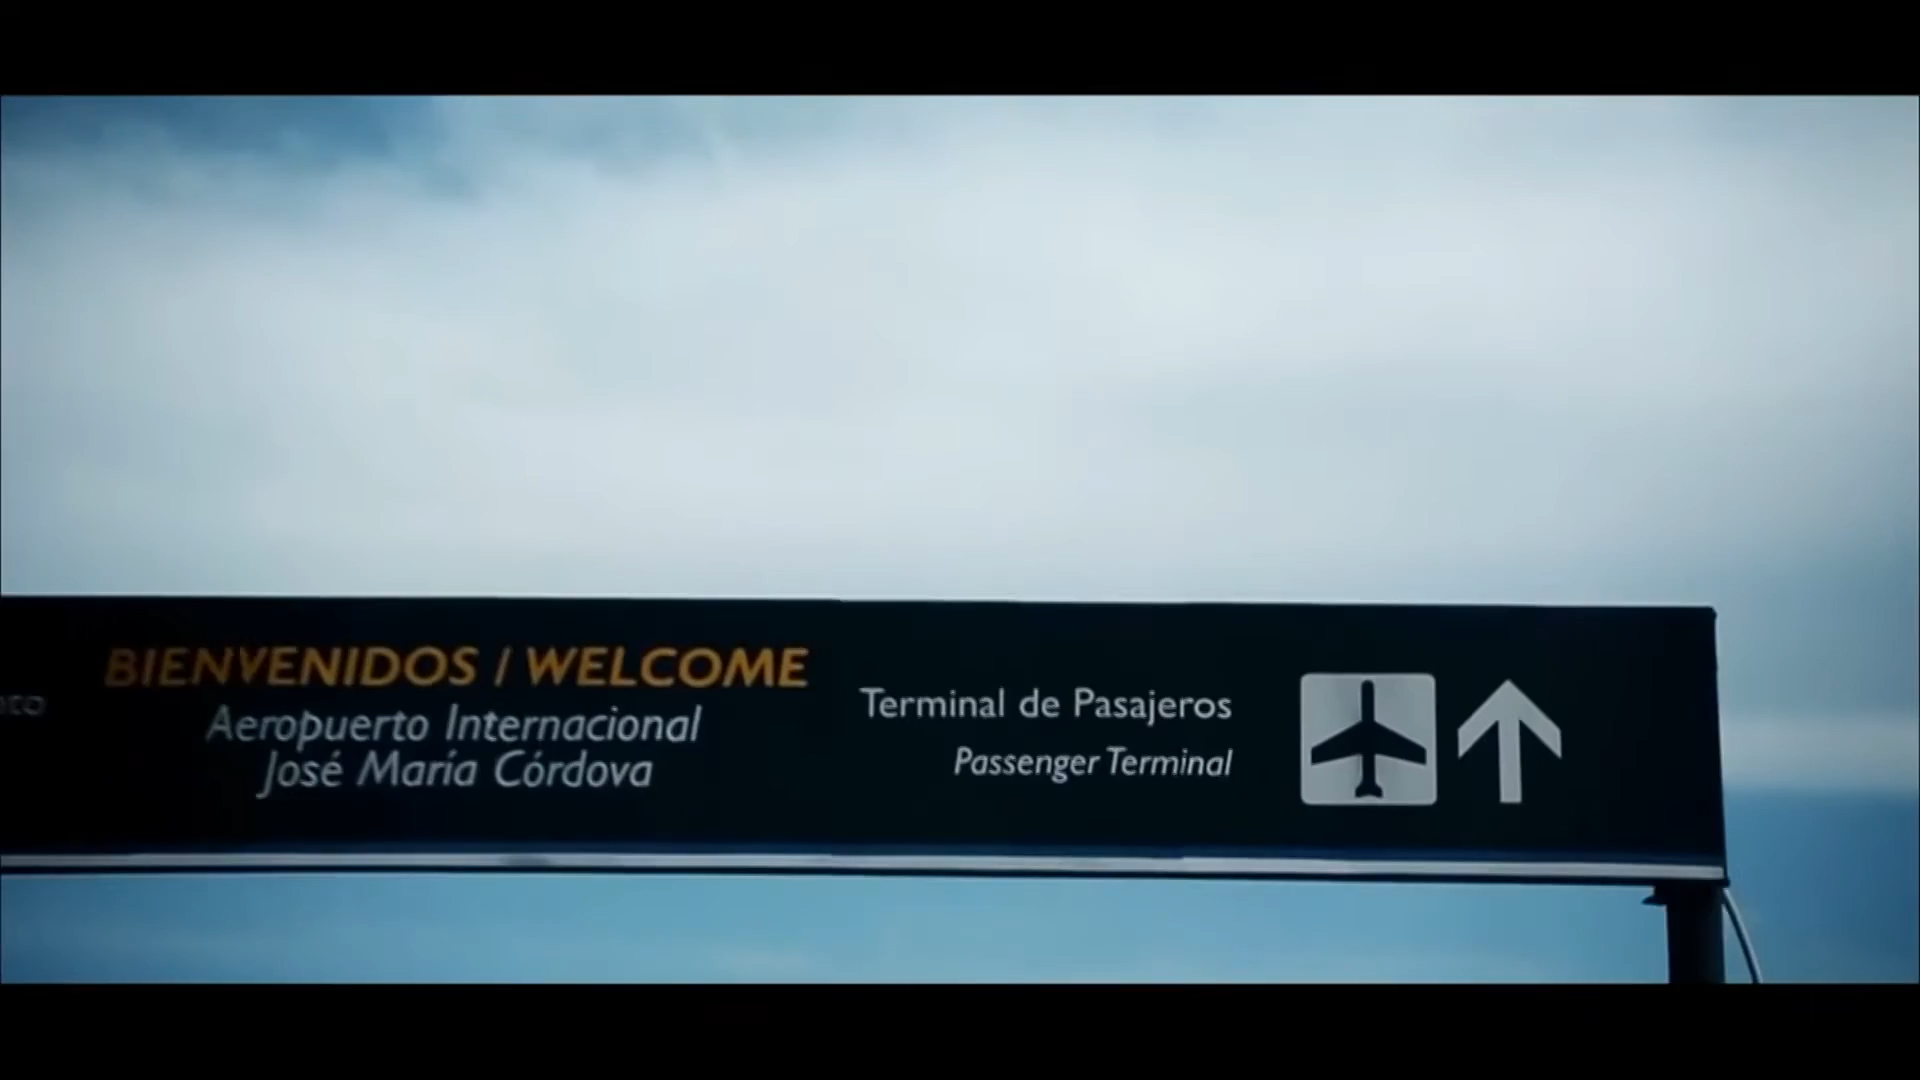 BIENVENIDOS / WELCOME
Aeropuerto Internacional
José María Córdova
Terminal de Pasajeros
Passenger Terminal